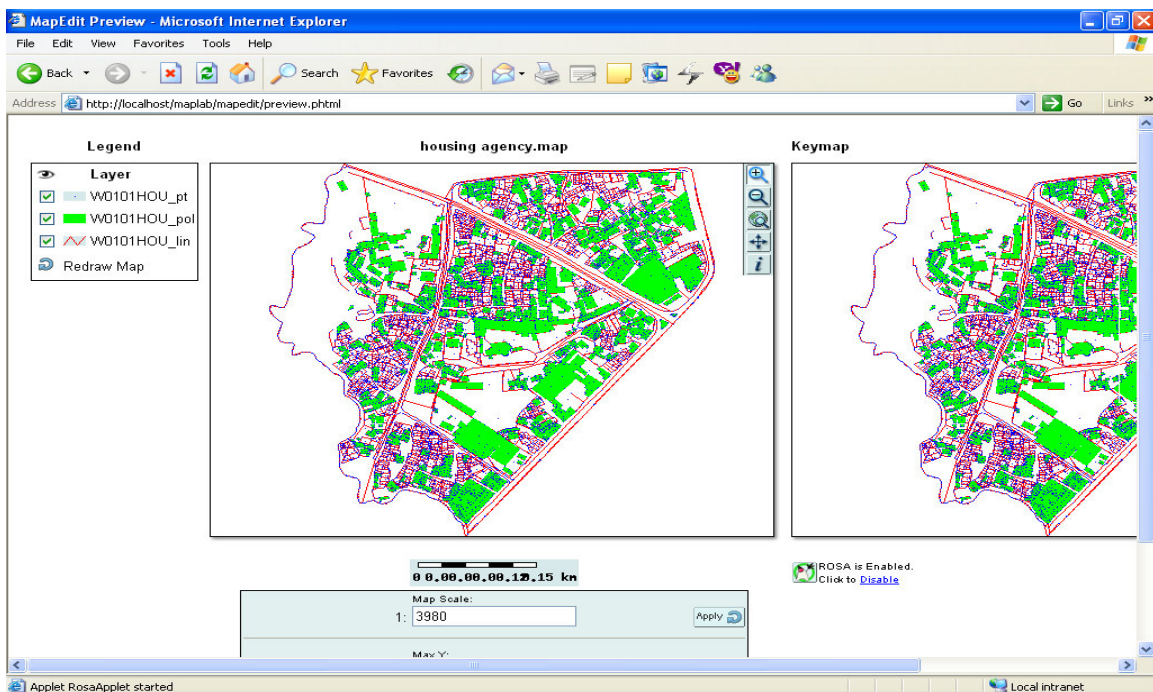 MapEdit Preview - Microsoft Internet Explorer
File Edit View Favorites Tools Help
Back Search Favorites
Address http://localhost/maplab/mapedit/preview.phtml Go Links »
Legend housing agency.map Keymap
Layer
W0101HOU_pt
W0101HOU_pol
W0101HOU_lin
Redraw Map
i
km
ROSA is Enabled.
Click to Disable
Map Scale:
1: 3980 Apply
Max Y:
Applet RosaApplet started Local intranet